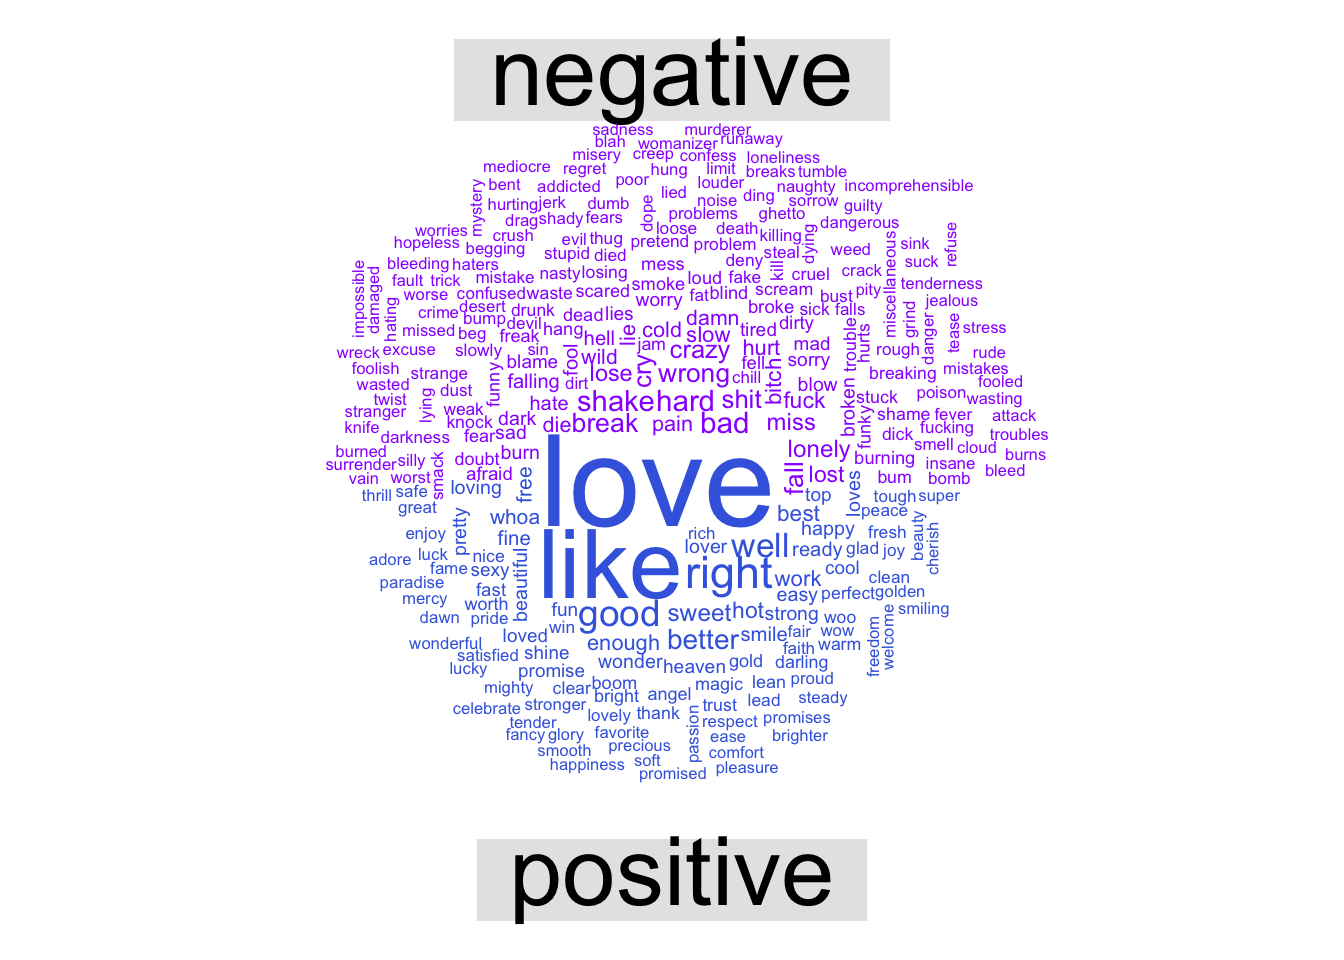 negative
sadness murderer
blah womanizer runaway
misery creep confess loneliness
mediocre regret hung limit breaks tumble
mystery bent addicted poor lied louder ding naughty incomprehensible
hurting jerk dumb dope noise sorrow guilty
drag shady fears loose problems ghetto dangerous
worries crush evil thug pretend death killing dying
hopeless begging stupid died problem steal weed sink refuse
bleeding haters nasty losing mess deny kill cruel crack miscellaneous suck
impossible damaged fault trick mistake smoke loud fake scream pity tenderness
hating worse confused waste scared worry fat blind bust jealous
crime desert drunk dead lies broke sick falls grind
missed beg bump devil freak hang hell lie cold damn slow tired dirty trouble hurts danger tease stress
wreck excuse slowly sin fool wild jam crazy hurt mad rough rude
foolish strange funny blame cry fell sorry breaking mistakes
wasted dust falling dirt lose wrong chill bitch blow broken stuck poison fooled
twist lying hate shake hard shit fuck funky wasting
stranger weak knock dark die break pain bad miss shame fever attack
knife darkness fear sad dick fucking troubles
burned silly doubt burn lonely burning smell cloud burns
surrender smack afraid fall lost insane bleed
vain worst bum bomb
love
thrill safe loving free top loves tough super
great pretty whoa best peace beauty
enjoy fine rich happy fresh cherish
like
adore luck nice lover well ready glad joy
fame sexy beautiful right work cool clean
paradise fast easy perfect golden
mercy worth fun good sweet hot strong smiling
dawn pride win woo freedom welcome
wonderful loved enough better smile fair wow
satisfied shine faith warm
lucky promise wonder heaven gold darling
mighty clear boom magic lean proud
celebrate stronger bright angel trust lead steady
tender lovely thank passion respect promises
fancy glory favorite ease brighter
smooth precious comfort
happiness soft pleasure
promised
positive